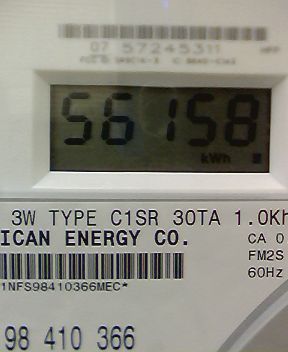 07 57245311
56158
kWh
3W TYPE C1SR 30TA 1.0Kh
ICAN ENERGY CO.
CA 0
FM2S
60Hz
1NFS98410366MEC*
98 410 366